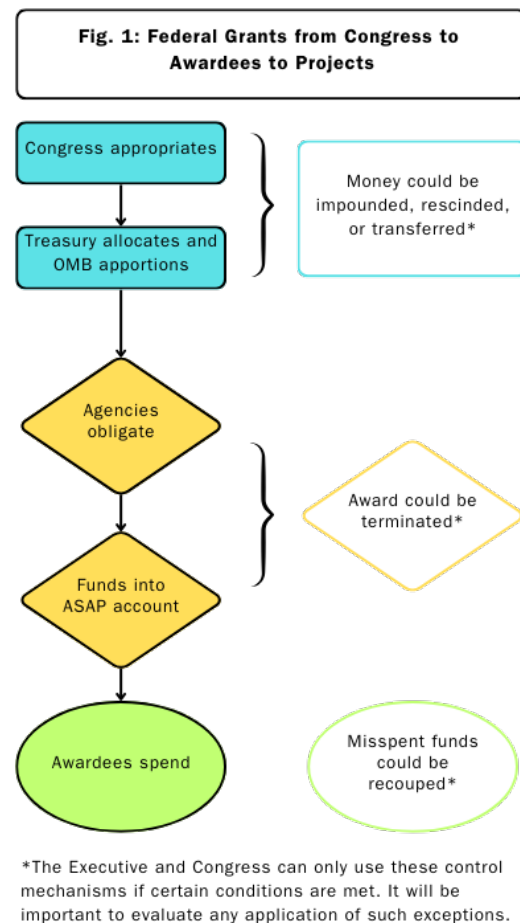 Fig. 1: Federal Grants from Congress to
Awardees to Projects
Congress appropriates
Money could be
impounded, rescinded,
or transferred*
Treasury allocates and
OMB apportions
Agencies
obligate
Award could be
terminated*
Funds into
ASAP account
Awardees spend
Misspent funds
could be
recouped*
*The Executive and Congress can only use these control
mechanisms if certain conditions are met. It will be
important to evaluate any application of such exceptions.